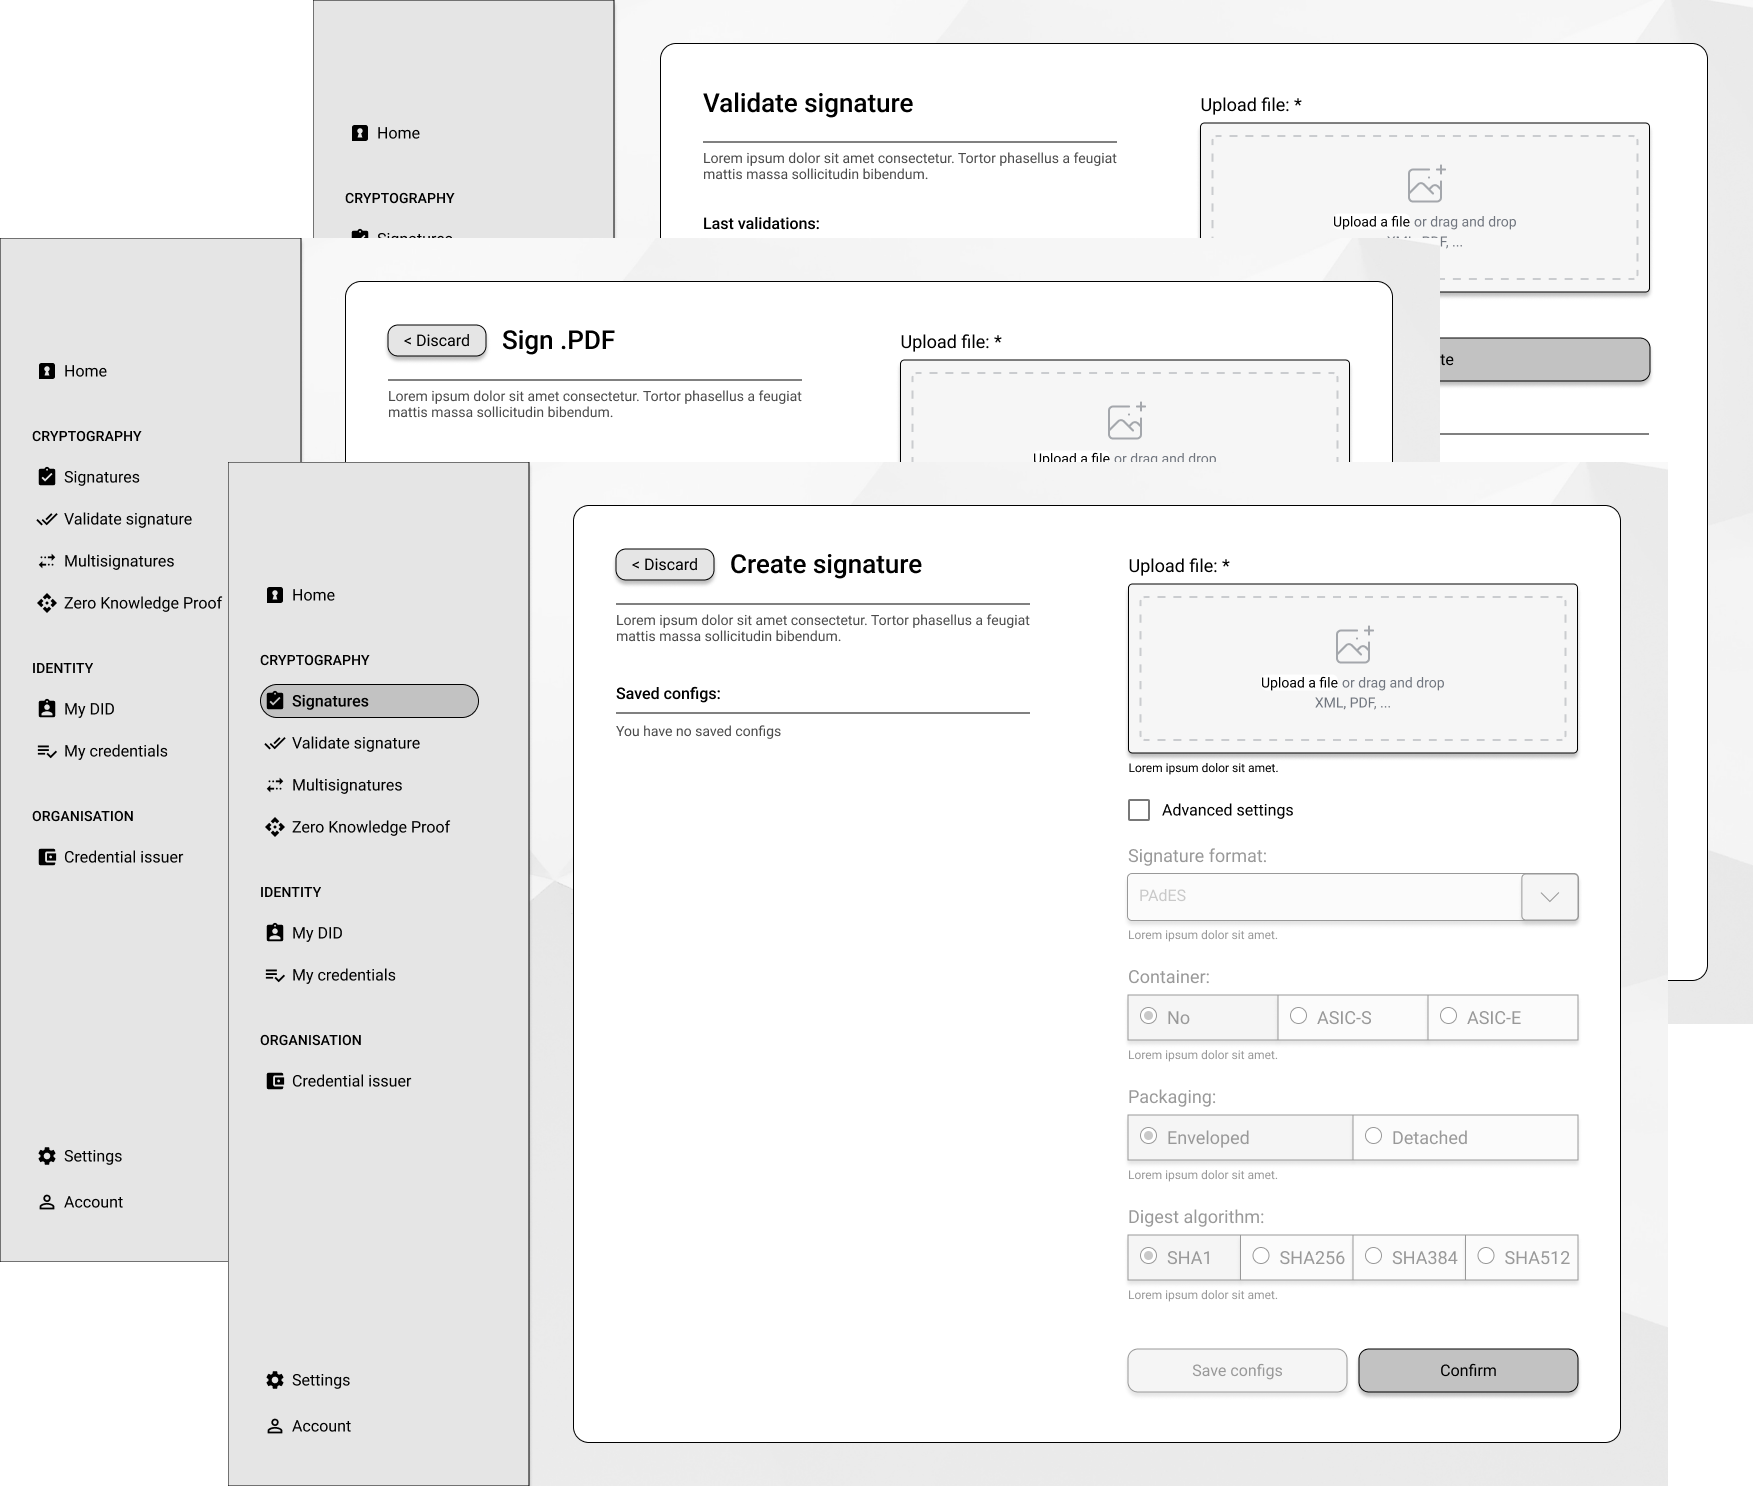 Home
CRYPTOGRAPHY
Signatures
Validate signature
Lorem ipsum dolor sit amet consectetur. Tortor phasellus a feugiat
mattis massa sollicitudin bibendum.
Last validations:
Upload file: *
Upload a file or drag and drop
XML, PDF, ...
te
Home
CRYPTOGRAPHY
Signatures
Validate signature
Multisignatures
Zero Knowledge Proof
IDENTITY
My DID
My credentials
ORGANISATION
Credential issuer
Settings
Account
< Discard
Sign .PDF
Lorem ipsum dolor sit amet consectetur. Tortor phasellus a feugiat
mattis massa sollicitudin bibendum.
Upload file: *
Upload a file or drag and drop
Home
CRYPTOGRAPHY
Signatures
Validate signature
Multisignatures
Zero Knowledge Proof
IDENTITY
My DID
My credentials
ORGANISATION
Credential issuer
Settings
Account
< Discard
Create signature
Lorem ipsum dolor sit amet consectetur. Tortor phasellus a feugiat
mattis massa sollicitudin bibendum.
Saved configs:
You have no saved configs
Upload file: *
Upload a file or drag and drop
XML, PDF, ...
Lorem ipsum dolor sit amet.
Advanced settings
Signature format:
PAdES
Lorem ipsum dolor sit amet.
Container:
No
ASIC-S
ASIC-E
Lorem ipsum dolor sit amet.
Packaging:
Enveloped
Detached
Lorem ipsum dolor sit amet.
Digest algorithm:
SHA1
SHA256
SHA384
SHA512
Lorem ipsum dolor sit amet.
Save configs
Confirm